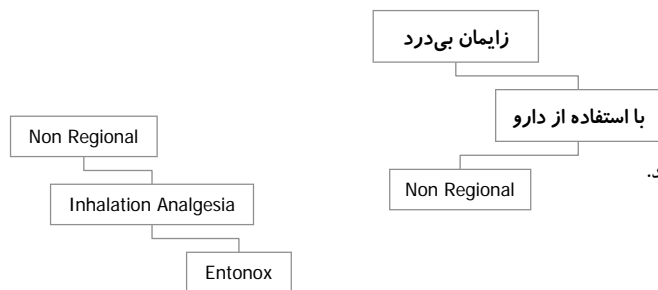 زایمان بی‌درد
با استفاده از دارو
Non Regional
د.
Non Regional
Inhalation Analgesia
Entonox